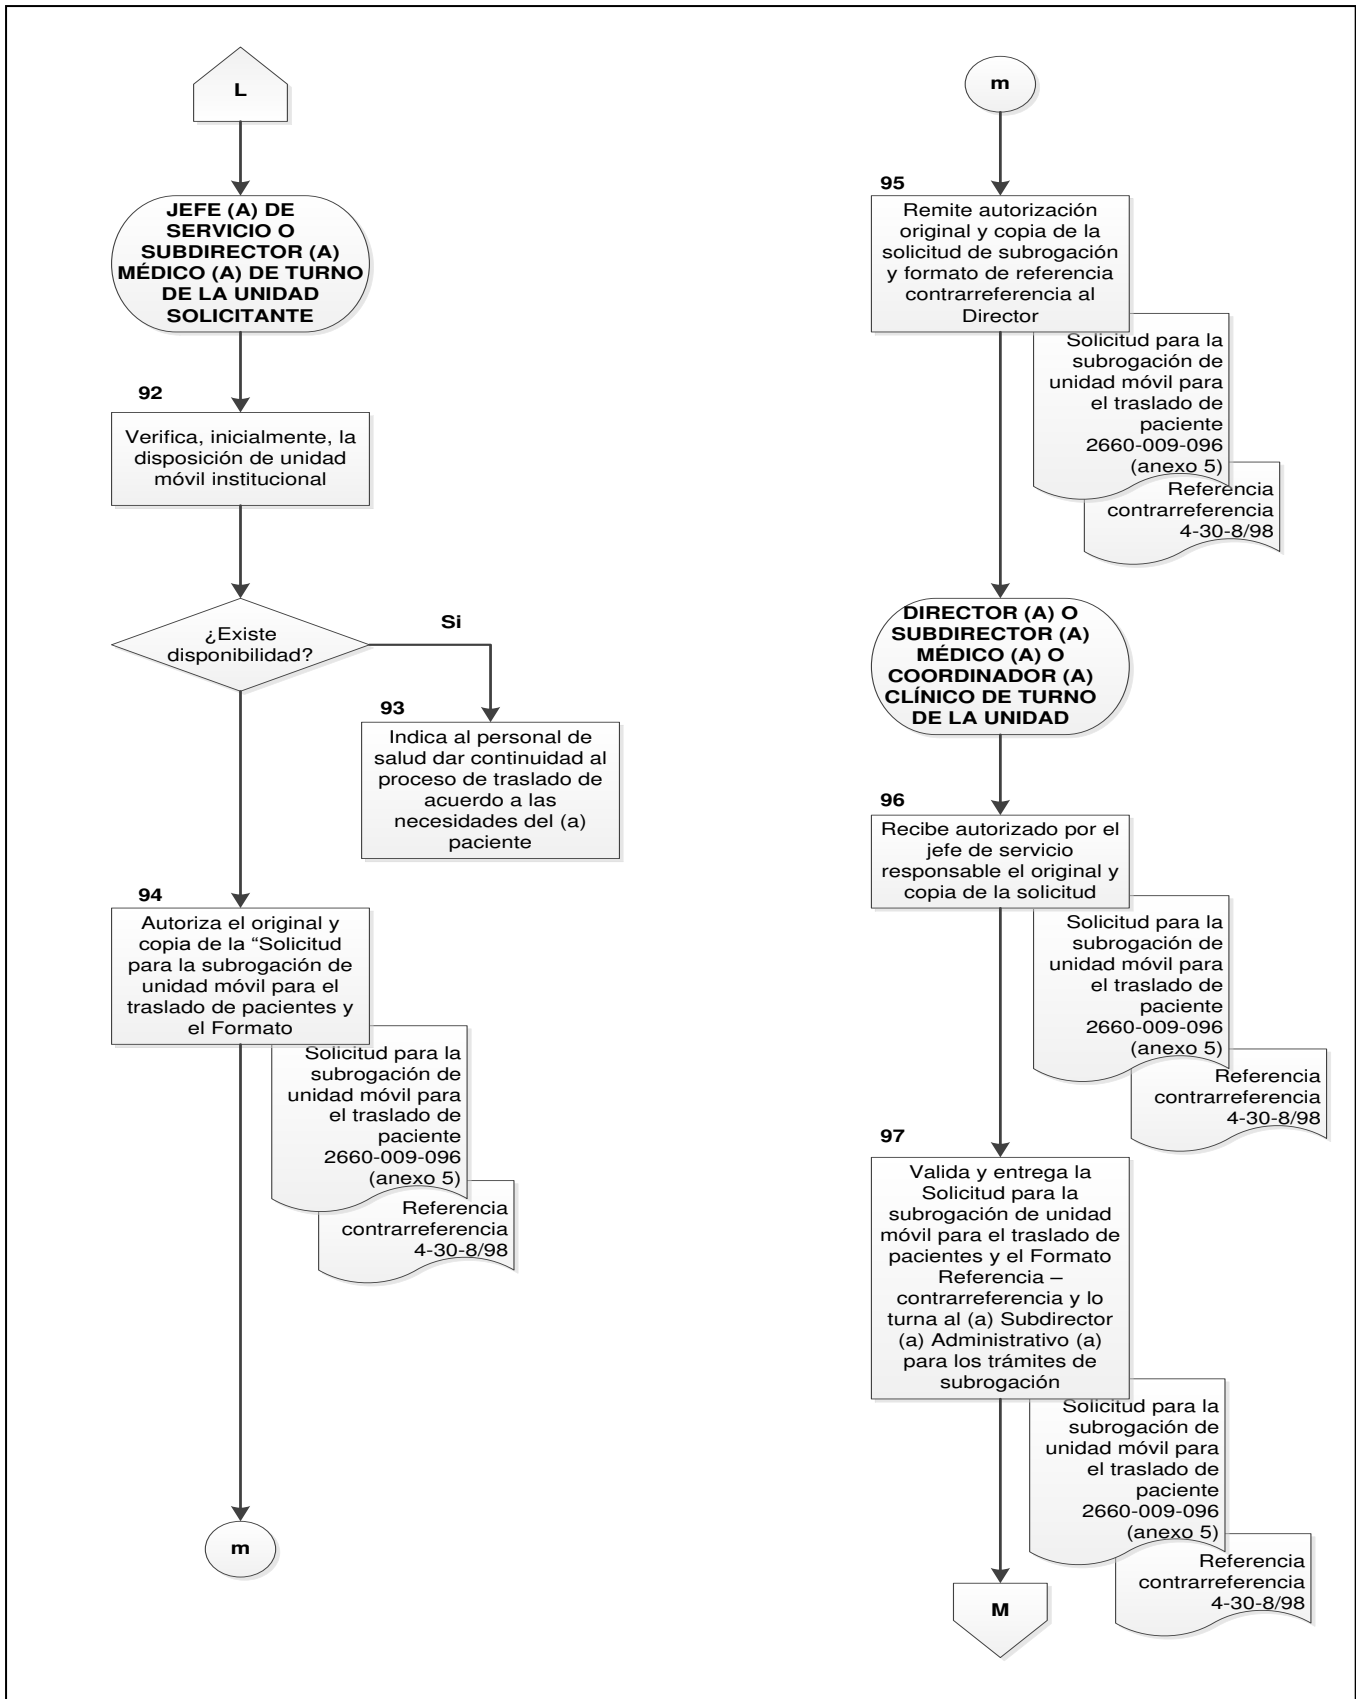 L
JEFE (A) DE
SERVICIO O
SUBDIRECTOR (A)
MÉDICO (A) DE TURNO
DE LA UNIDAD
SOLICITANTE
92
Verifica, inicialmente, la
disposición de unidad
móvil institucional
¿Existe
disponibilidad?
Si
93
Indica al personal de
salud dar continuidad al
proceso de traslado de
acuerdo a las
necesidades del (a)
paciente
94
Autoriza el original y
copia de la “Solicitud
para la subrogación de
unidad móvil para el
traslado de pacientes y
el Formato
Solicitud para la
subrogación de
unidad móvil para
el traslado de
paciente
2660-009-096
(anexo 5)
Referencia
contrarreferencia
4-30-8/98
m
m
95
Remite autorización
original y copia de la
solicitud de subrogación
y formato de referencia
contrarreferencia al
Director
Solicitud para la
subrogación de
unidad móvil para
el traslado de
paciente
2660-009-096
(anexo 5)
Referencia
contrarreferencia
4-30-8/98
DIRECTOR (A) O
SUBDIRECTOR (A)
MÉDICO (A) O
COORDINADOR (A)
CLÍNICO DE TURNO
DE LA UNIDAD
96
Recibe autorizado por el
jefe de servicio
responsable el original y
copia de la solicitud
Solicitud para la
subrogación de
unidad móvil para
el traslado de
paciente
2660-009-096
(anexo 5)
Referencia
contrarreferencia
4-30-8/98
97
Valida y entrega la
Solicitud para la
subrogación de unidad
móvil para el traslado de
pacientes y el Formato
Referencia –
contrarreferencia y lo
turna al (a) Subdirector
(a) Administrativo (a)
para los trámites de
subrogación
Solicitud para la
subrogación de
unidad móvil para
el traslado de
paciente
2660-009-096
(anexo 5)
Referencia
contrarreferencia
4-30-8/98
M